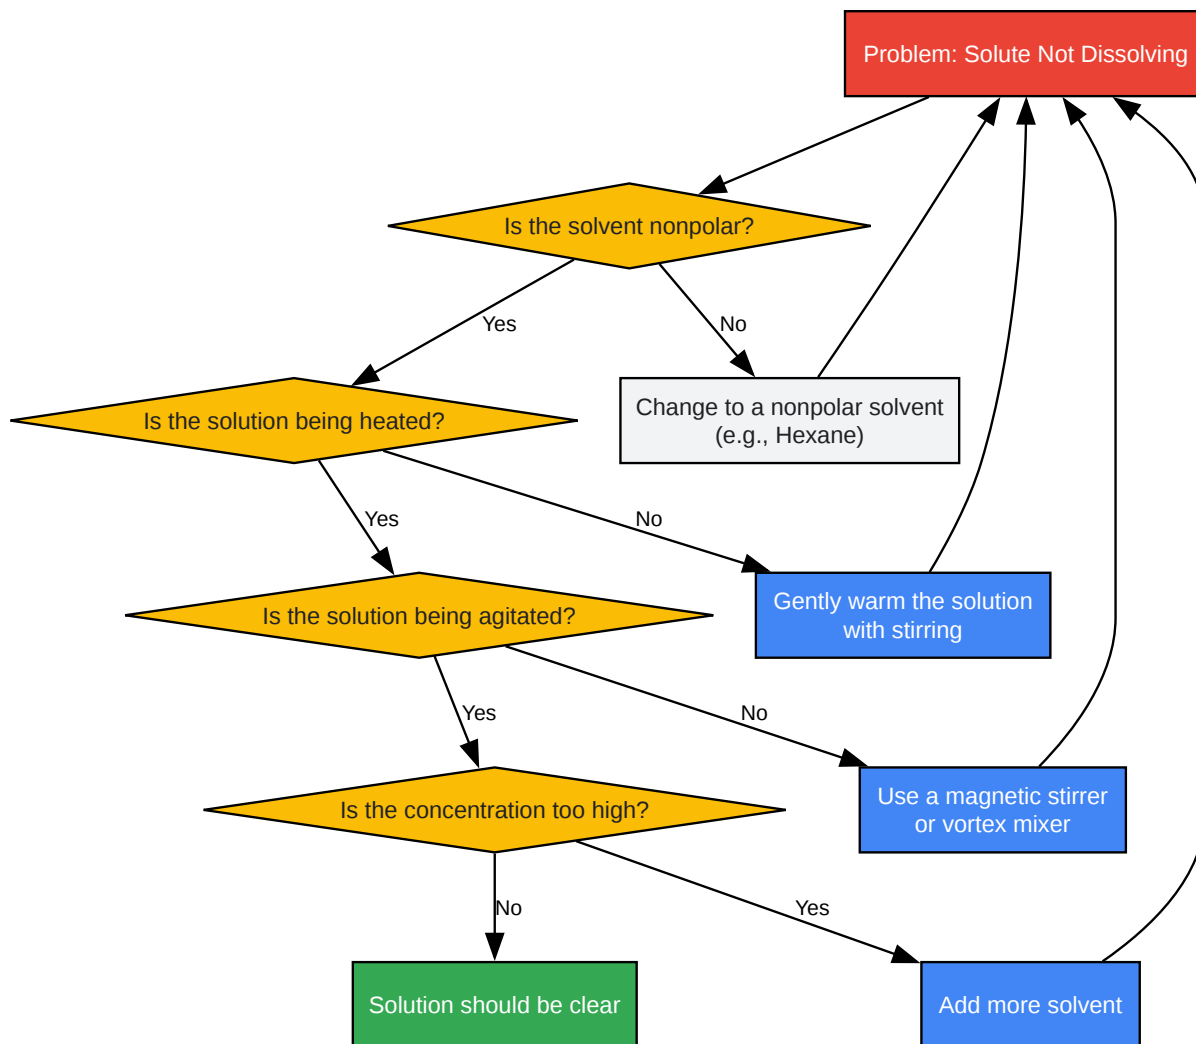 Problem: Solute Not Dissolving
Is the solvent nonpolar?
Yes
No
Is the solution being heated?
Change to a nonpolar solvent
(e.g., Hexane)
Yes
No
Is the solution being agitated?
Gently warm the solution
with stirring
Yes
No
Is the concentration too high?
Use a magnetic stirrer
or vortex mixer
No
Yes
Solution should be clear
Add more solvent